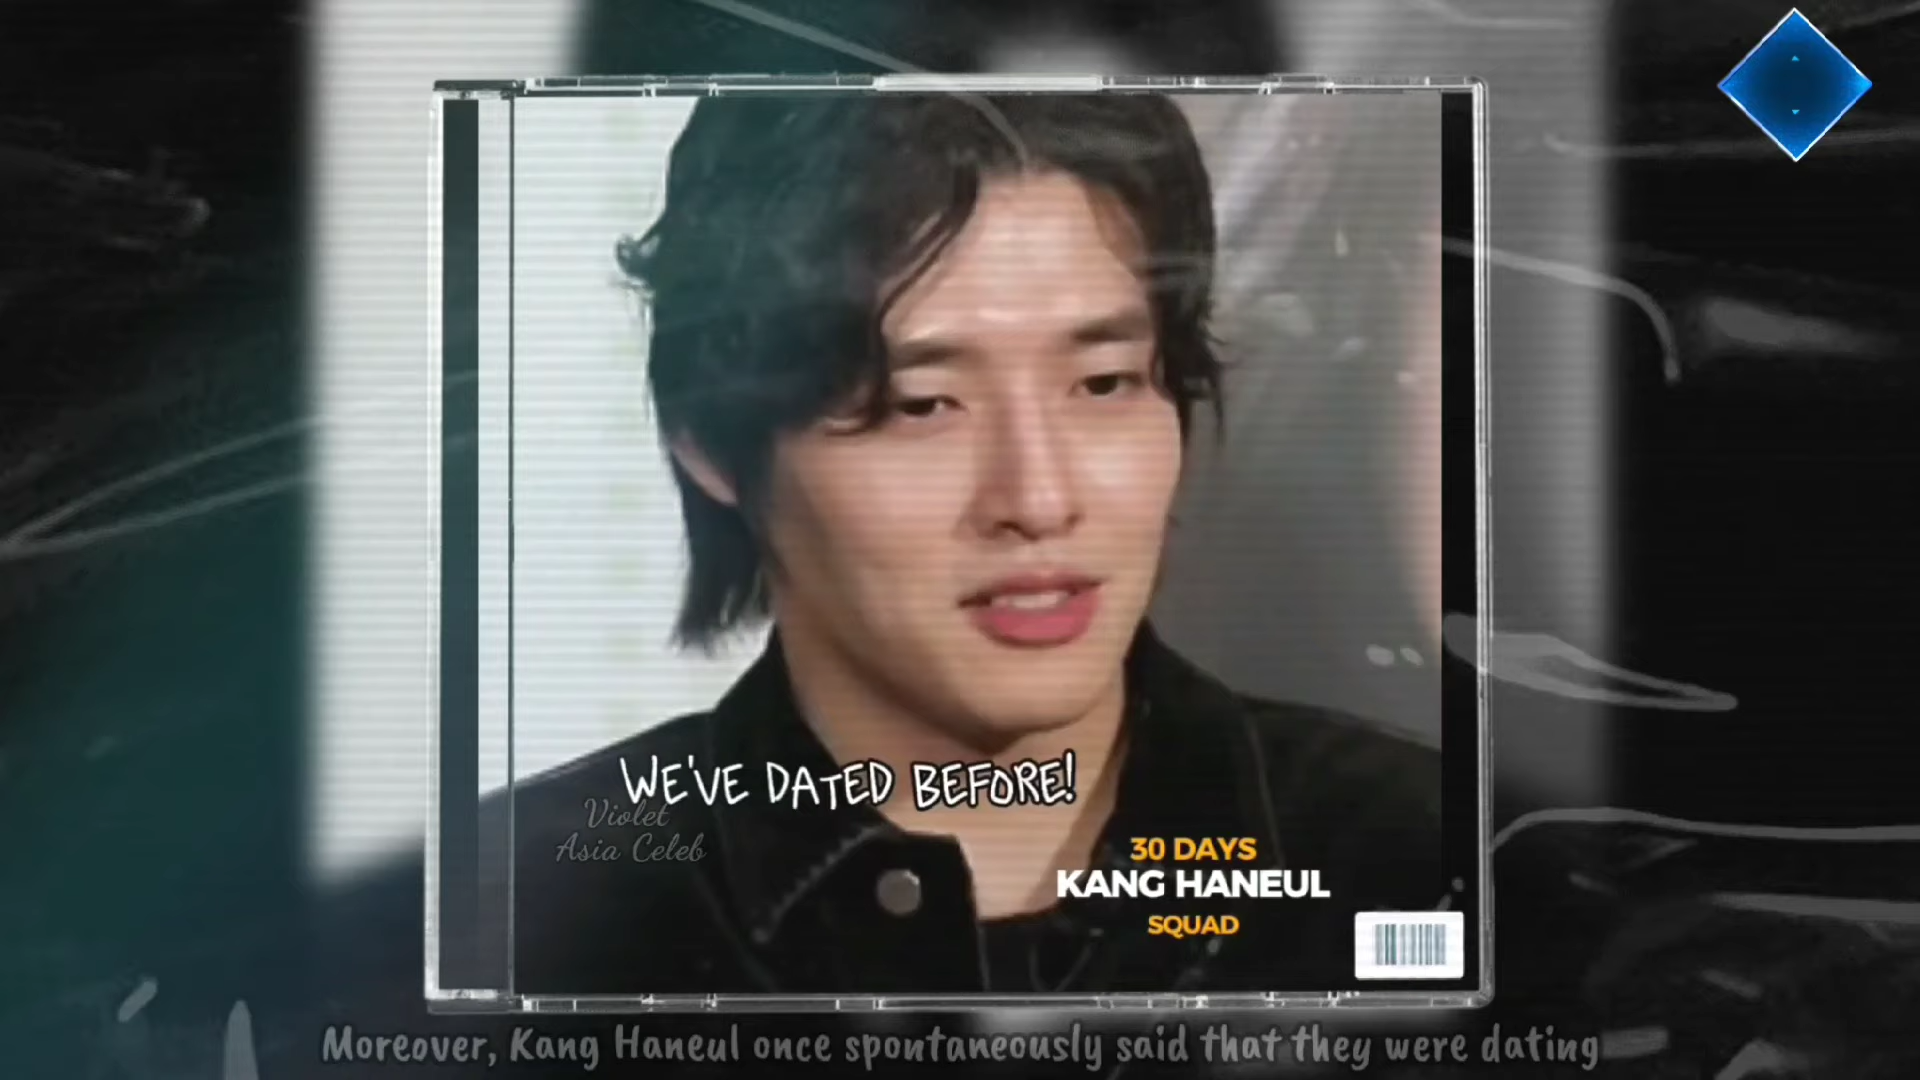 WE'VE DATED BEFORE!
Violet
Asia Celeb
30 DAYS
KANG HANEUL
SQUAD
Moreover, Kang Haneul once spontaneously said that they were dating